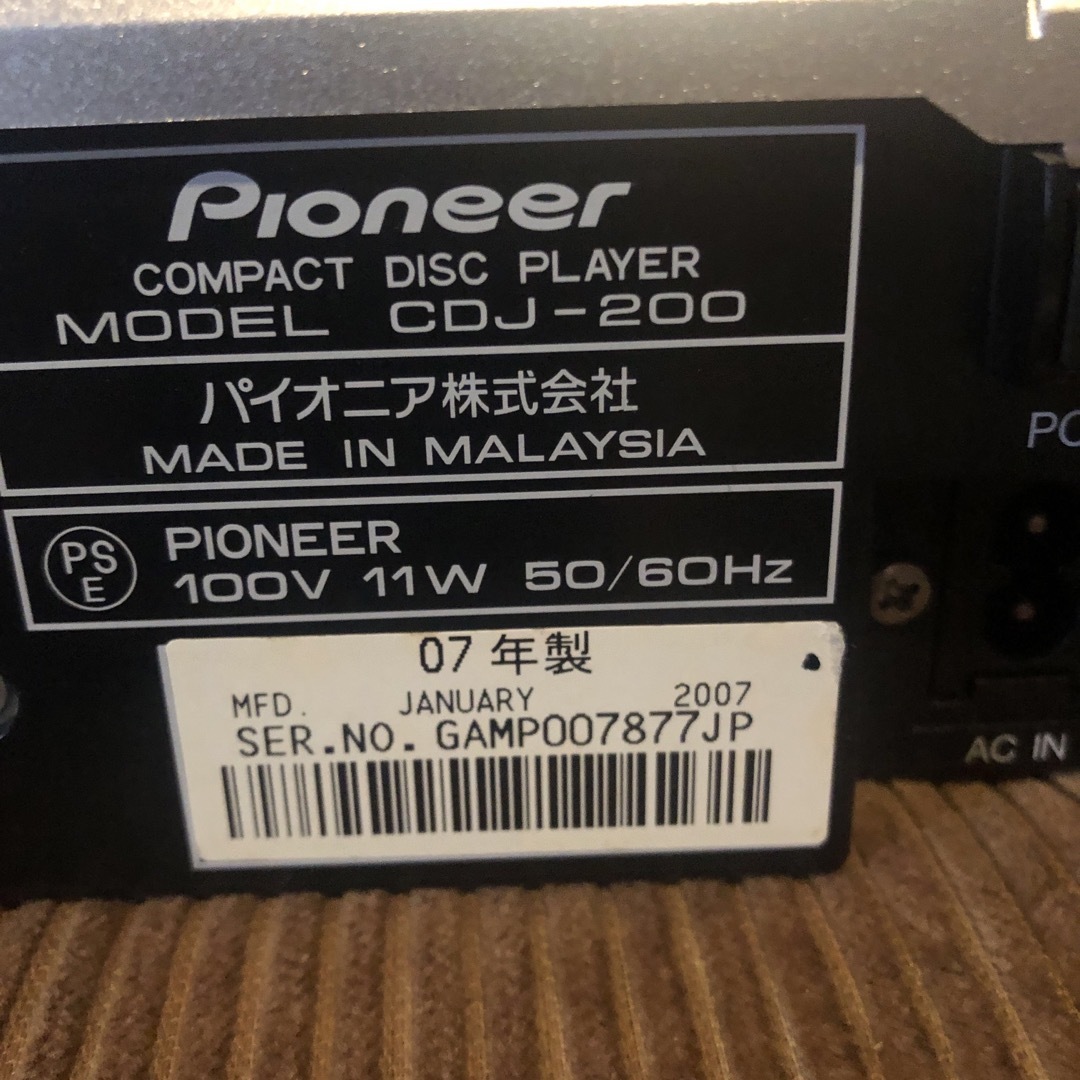 Pioneer
COMPACT DISC PLAYER
MODEL CDJ-200
パイオニア株式会社
MADE IN MALAYSIA
PS
E
PIONEER
100V 11W 50/60Hz
07年製
MFD. JANUARY 2007
SER.NO. GAMP007877JP
AC IN